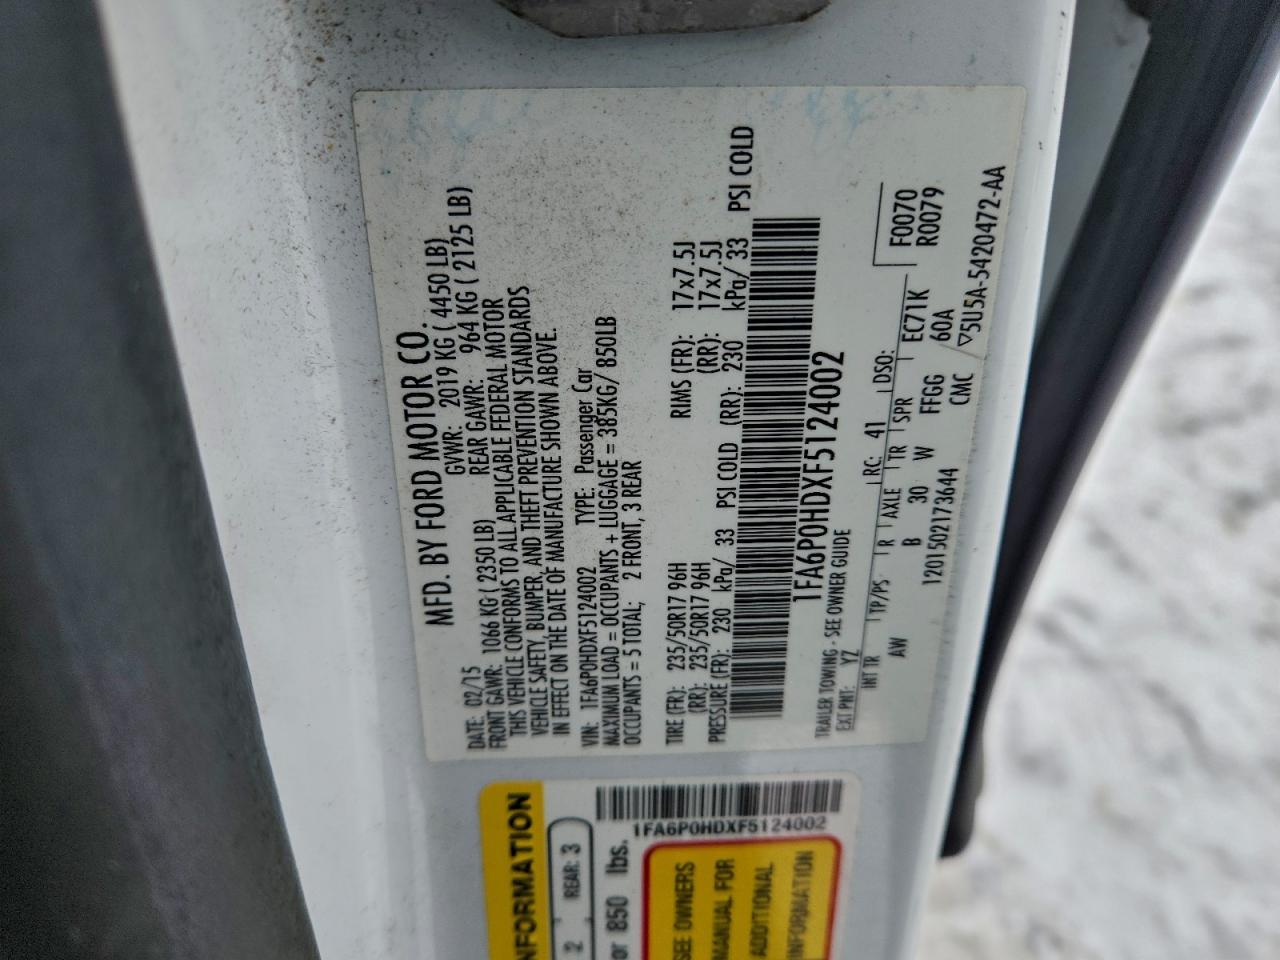 MFD. BY FORD MOTOR CO.
DATE: 02/15 GVWR: 2019 KG ( 4450 LB)
FRONT GAWR: 1066 KG ( 2350 LB) REAR GAWR: 964 KG ( 2125 LB)
THIS VEHICLE CONFORMS TO ALL APPLICABLE FEDERAL MOTOR
VEHICLE SAFETY, BUMPER, AND THEFT PREVENTION STANDARDS
IN EFFECT ON THE DATE OF MANUFACTURE SHOWN ABOVE.
VIN: 1FA6P0HDXF5124002 TYPE: Passenger Car
MAXIMUM LOAD = OCCUPANTS + LUGGAGE = 385KG/ 850LB
OCCUPANTS = 5 TOTAL; 2 FRONT, 3 REAR
TIRE (FR): 235/50R17 96H RIMS (FR): 17x7.5J
(RR): 235/50R17 96H (RR): 17x7.5J
PRESSURE (FR): 230 kPa/ 33 PSI COLD (RR): 230 kPa/ 33 PSI COLD
1FA6P0HDXF5124002
TRAILER TOWING - SEE OWNER GUIDE
EXT PNT: YZ RC: 41 DSO:
INT TR TP/PS R AXLE TR SPR EC71K F0070
AW B 30 W FFGG 60A R0079
1201502173644 CMC ▽5U5A-5420472-AA
NFORMATION
2 REAR: 3
or 850 lbs.
1FA6P0HDXF5124002
SEE OWNERS
MANUAL FOR
ADDITIONAL
INFORMATION